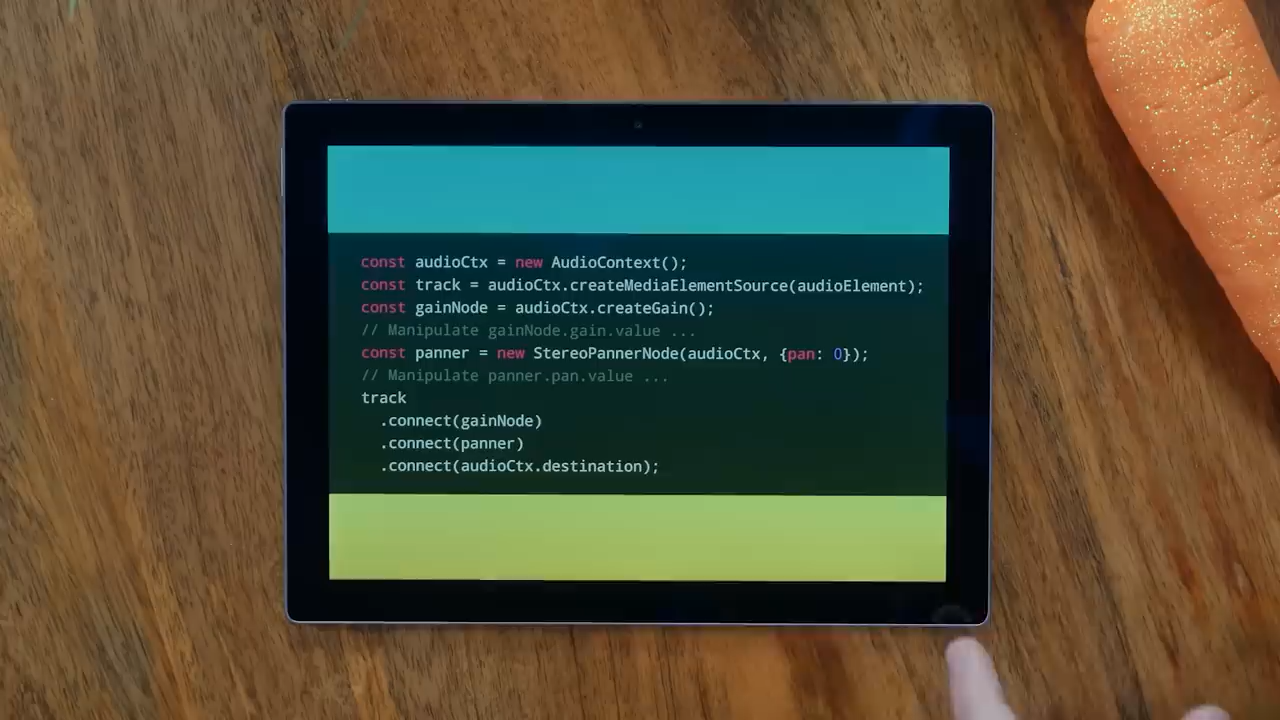 const audioCtx = new AudioContext();
const track = audioCtx.createMediaElementSource(audioElement);
const gainNode = audioCtx.createGain();
// Manipulate gainNode.gain.value ...
const panner = new StereoPannerNode(audioCtx, {pan: 0});
// Manipulate panner.pan.value ...
track
  .connect(gainNode)
  .connect(panner)
  .connect(audioCtx.destination);